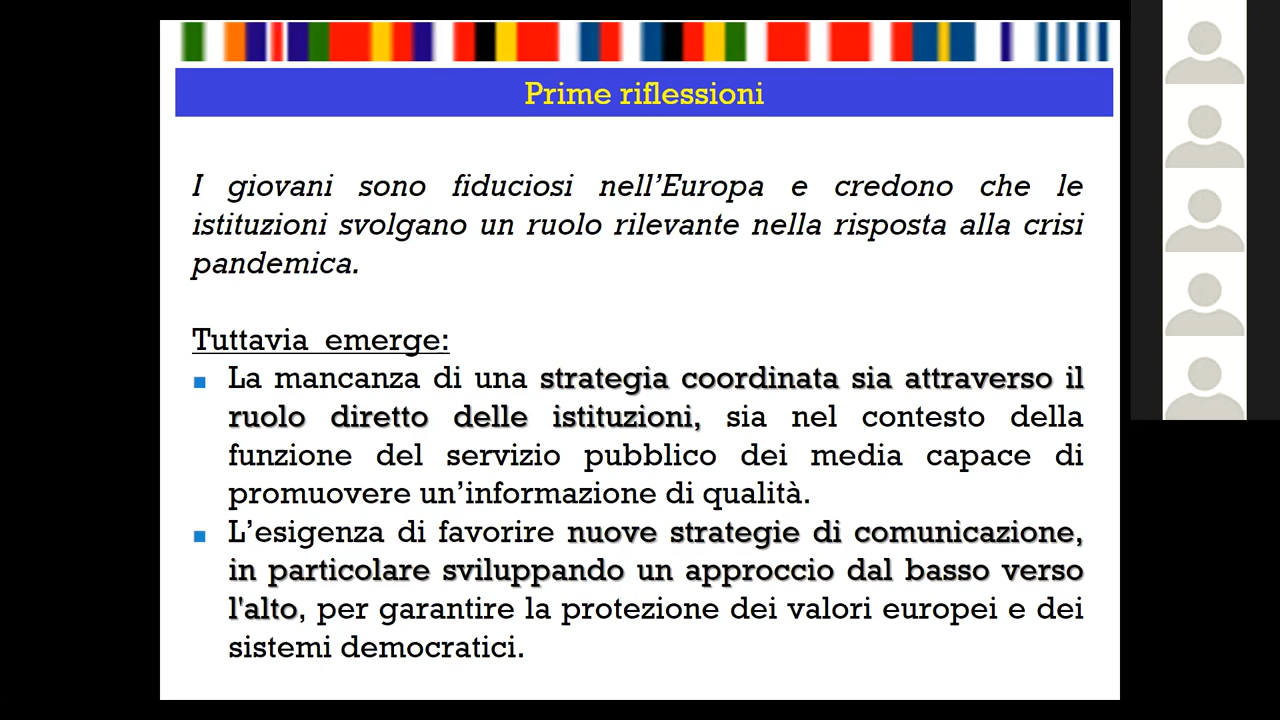 Prime riflessioni
I giovani sono fiduciosi nell’Europa e credono che le
istituzioni svolgano un ruolo rilevante nella risposta alla crisi
pandemica.
Tuttavia emerge:
La mancanza di una strategia coordinata sia attraverso il
ruolo diretto delle istituzioni, sia nel contesto della
funzione del servizio pubblico dei media capace di
promuovere un’informazione di qualità.
L’esigenza di favorire nuove strategie di comunicazione,
in particolare sviluppando un approccio dal basso verso
l'alto, per garantire la protezione dei valori europei e dei
sistemi democratici.